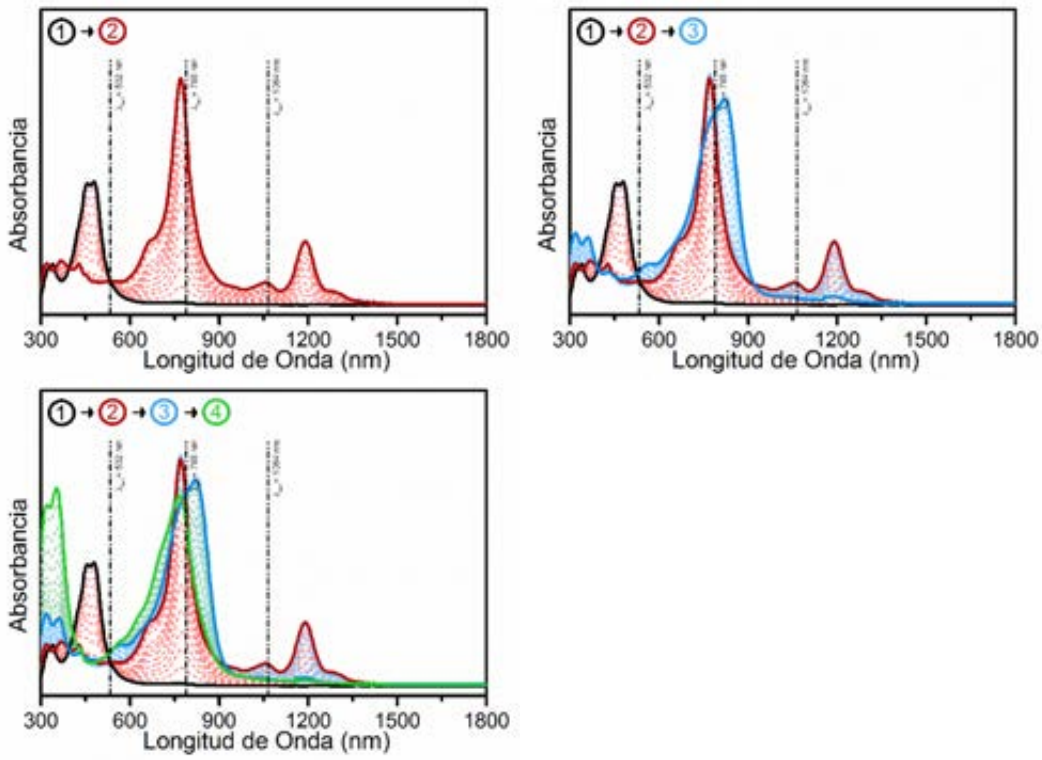 1 → 2
Absorbancia
300 600 900 1200 1500 1800
Longitud de Onda (nm)
1 → 2 → 3
Absorbancia
300 600 900 1200 1500 1800
Longitud de Onda (nm)
1 → 2 → 3 → 4
Absorbancia
300 600 900 1200 1500 1800
Longitud de Onda (nm)